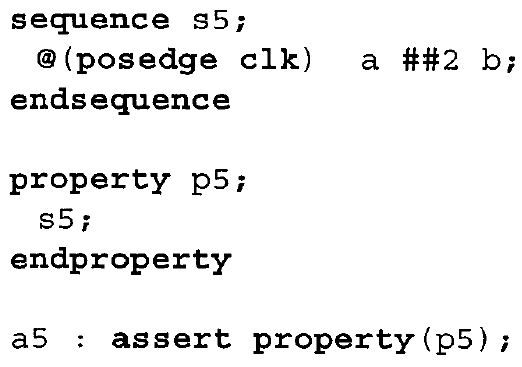 sequence s5;
@(posedge clk) a ##2 b;
endsequence
property p5;
s5;
endproperty
a5 : assert property(p5);